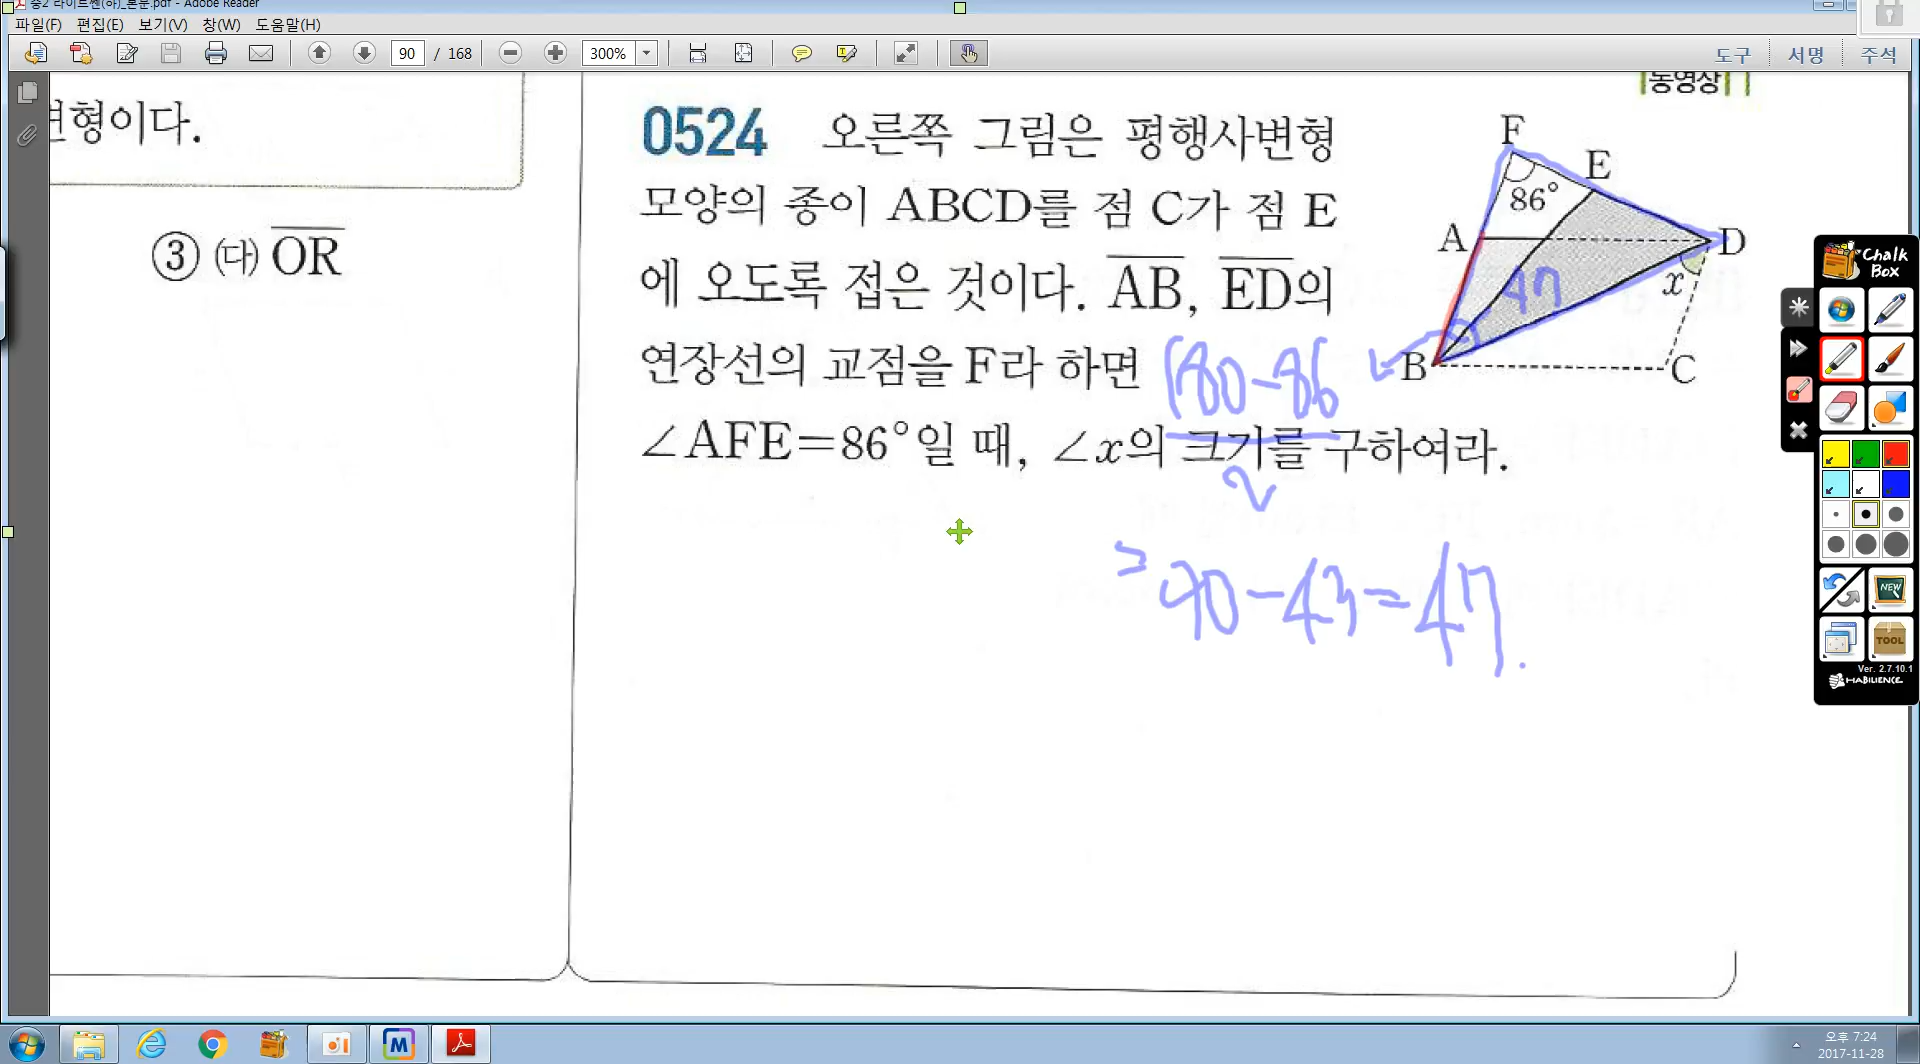 중2 라이트쎈(하)_본문.pdf - Adobe Reader
파일(F) 편집(E) 보기(V) 창(W) 도움말(H)
90 / 168 300% 도구 서명 주석
변형이다.
③ ㈐ OR
동영상
0524 오른쪽 그림은 평행사변형
모양의 종이 ABCD를 점 C가 점 E
에 오도록 접은 것이다. AB, ED의
연장선의 교점을 F라 하면
∠AFE=86°일 때, ∠x의 크기를 구하여라.
F
E
86°
A
D
x
47
B
C
180-86
2
=90-43=47.
Chalk Box
NEW
TOOL
Ver. 2.7.10.1
HABILIENCE
오후 7:24
2017-11-28